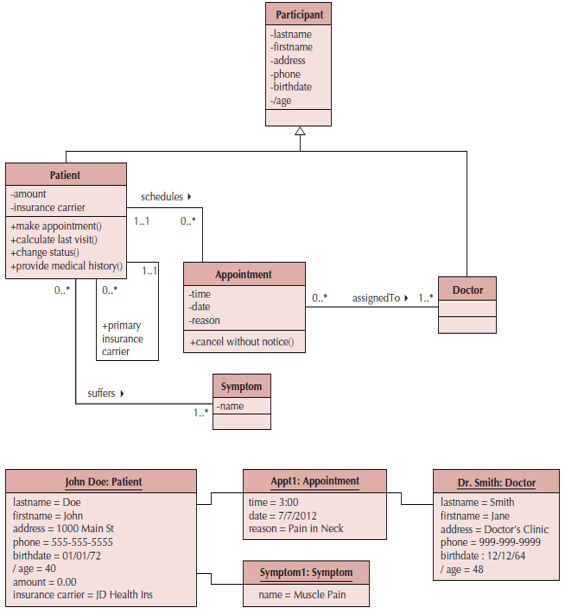 Participant
-lastname
-firstname
-address
-phone
-birthdate
-/age
Patient
-amount
-insurance carrier
+make appointment()
+calculate last visit()
+change status()
+provide medical history()
schedules
1..1
0..*
1..1
0..*
0..*
+primary
insurance
carrier
Appointment
-time
-date
-reason
+cancel without notice()
0..*
assignedTo
1..*
Doctor
suffers
1..*
Symptom
-name
John Doe: Patient
lastname = Doe
firstname = John
address = 1000 Main St
phone = 555-555-5555
birthdate = 01/01/72
/ age = 40
amount = 0.00
insurance carrier = JD Health Ins
Appt1: Appointment
time = 3:00
date = 7/7/2012
reason = Pain in Neck
Symptom1: Symptom
name = Muscle Pain
Dr. Smith: Doctor
lastname = Smith
firstname = Jane
address = Doctor's Clinic
phone = 999-999-9999
birthdate : 12/12/64
/ age = 48